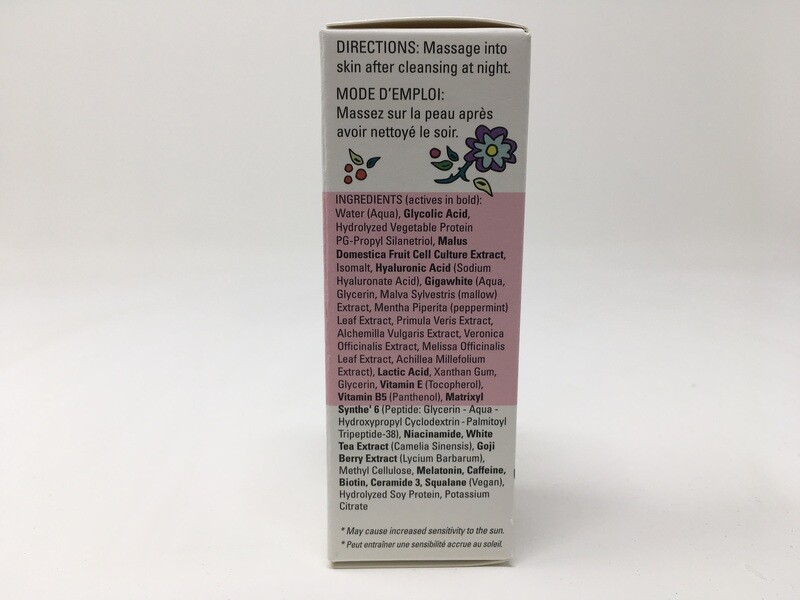 DIRECTIONS: Massage into
skin after cleansing at night.
MODE D'EMPLOI:
Massez sur la peau après
avoir nettoyé le soir.
INGREDIENTS (actives in bold):
Water (Aqua), Glycolic Acid,
Hydrolyzed Vegetable Protein
PG-Propyl Silanetriol, Malus
Domestica Fruit Cell Culture Extract,
Isomalt, Hyaluronic Acid (Sodium
Hyaluronate Acid), Gigawhite (Aqua,
Glycerin, Malva Sylvestris (mallow)
Extract, Mentha Piperita (peppermint)
Leaf Extract, Primula Veris Extract,
Alchemilla Vulgaris Extract, Veronica
Officinalis Extract, Melissa Officinalis
Leaf Extract, Achillea Millefolium
Extract), Lactic Acid, Xanthan Gum,
Glycerin, Vitamin E (Tocopherol),
Vitamin B5 (Panthenol), Matrixyl
Synthe' 6 (Peptide: Glycerin - Aqua -
Hydroxypropyl Cyclodextrin - Palmitoyl
Tripeptide-38), Niacinamide, White
Tea Extract (Camelia Sinensis), Goji
Berry Extract (Lycium Barbarum),
Methyl Cellulose, Melatonin, Caffeine,
Biotin, Ceramide 3, Squalane (Vegan),
Hydrolyzed Soy Protein, Potassium
Citrate
* May cause increased sensitivity to the sun.
* Peut entraîner une sensibilité accrue au soleil.